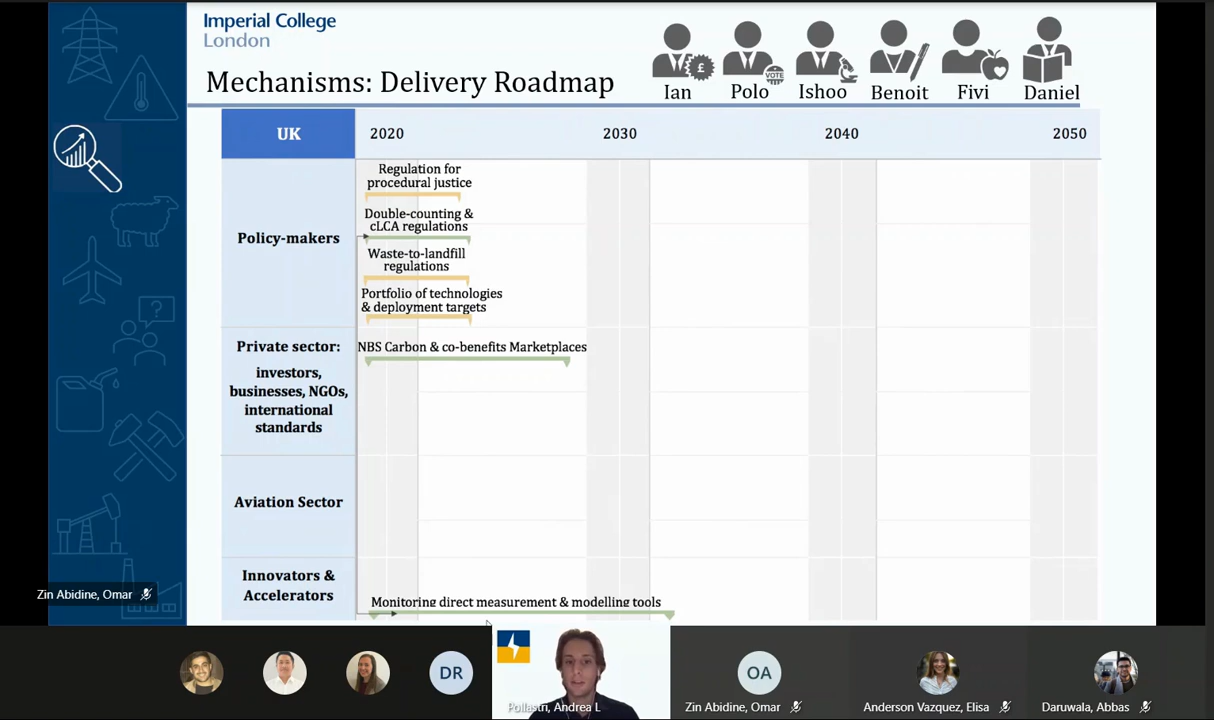 Imperial College
London
Mechanisms: Delivery Roadmap
£
VOTE
Ian
Polo
Ishoo
Benoit
Fivi
Daniel
UK
2020
2030
2040
2050
Policy-makers
Regulation for
procedural justice
Double-counting &
cLCA regulations
Waste-to-landfill
regulations
Portfolio of technologies
& deployment targets
Private sector:
investors,
businesses, NGOs,
international
standards
NBS Carbon & co-benefits Marketplaces
Aviation Sector
Innovators &
Accelerators
Monitoring direct measurement & modelling tools
?
Zin Abidine, Omar
DR
Pollastri, Andrea L
OA
Zin Abidine, Omar
Anderson Vazquez, Elisa
Daruwala, Abbas